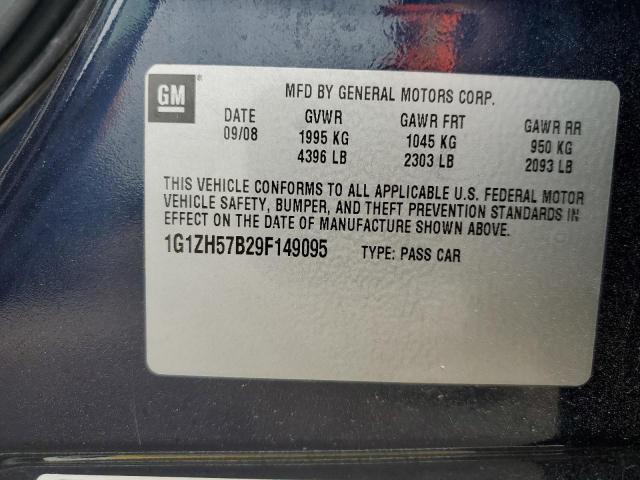 GM ®
MFD BY GENERAL MOTORS CORP.
DATE GVWR GAWR FRT GAWR RR
09/08 1995 KG 1045 KG 950 KG
4396 LB 2303 LB 2093 LB
THIS VEHICLE CONFORMS TO ALL APPLICABLE U.S. FEDERAL MOTOR
VEHICLE SAFETY, BUMPER, AND THEFT PREVENTION STANDARDS IN
EFFECT ON THE DATE OF MANUFACTURE SHOWN ABOVE.
1G1ZH57B29F149095 TYPE: PASS CAR